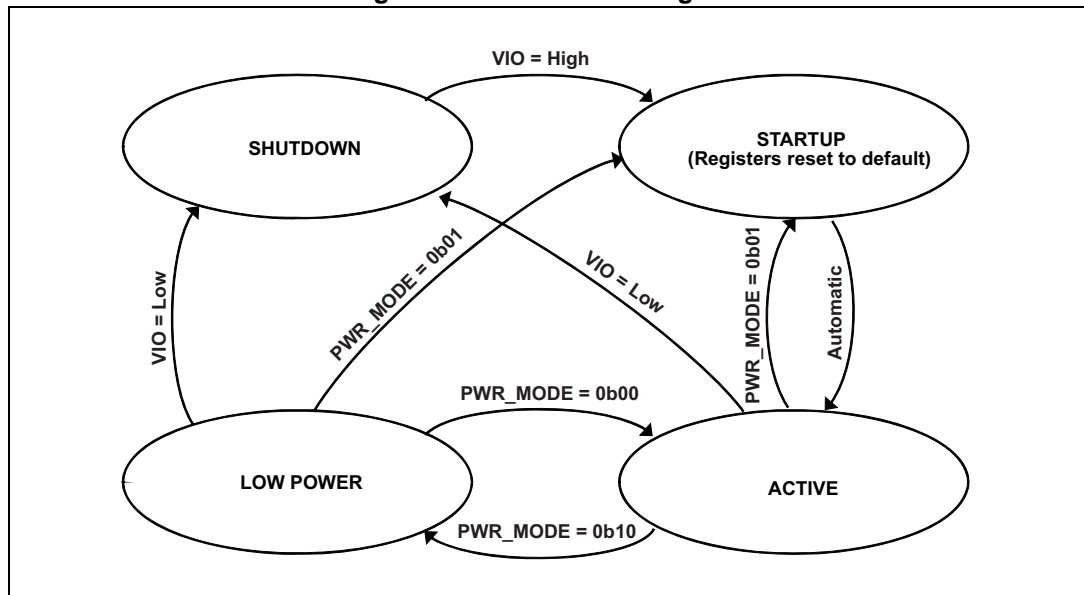 VIO = High
SHUTDOWN
STARTUP
(Registers reset to default)
VIO = Low
PWR_MODE = 0b01
VIO = Low
PWR_MODE = 0b01
Automatic
PWR_MODE = 0b00
LOW POWER
ACTIVE
PWR_MODE = 0b10